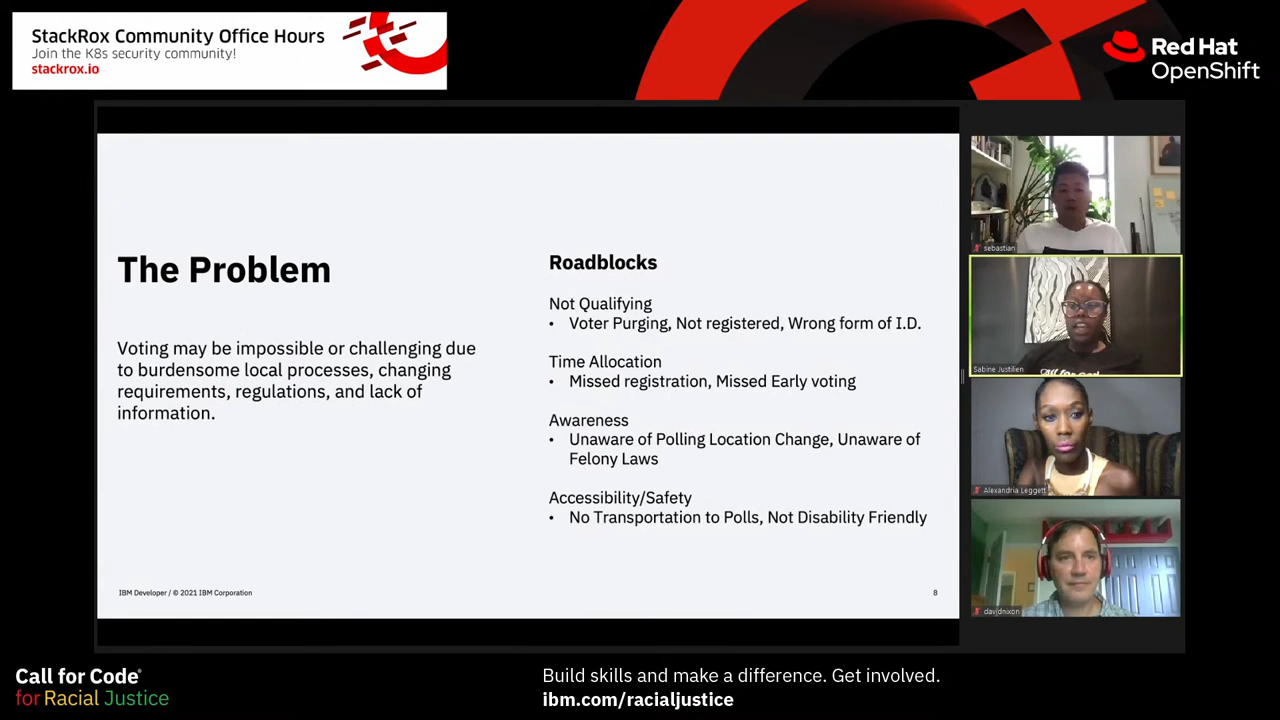 StackRox Community Office Hours
Join the K8s security community!
stackrox.io
Red Hat
OpenShift
The Problem
Voting may be impossible or challenging due
to burdensome local processes, changing
requirements, regulations, and lack of
information.
Roadblocks
Not Qualifying
• Voter Purging, Not registered, Wrong form of I.D.
Time Allocation
• Missed registration, Missed Early voting
Awareness
• Unaware of Polling Location Change, Unaware of
Felony Laws
Accessibility/Safety
• No Transportation to Polls, Not Disability Friendly
IBM Developer / © 2021 IBM Corporation
8
sebastian
Sabine Justilien
Alexandria Leggett
davidnixon
Call for Code®
for Racial Justice
Build skills and make a difference. Get involved.
ibm.com/racialjustice